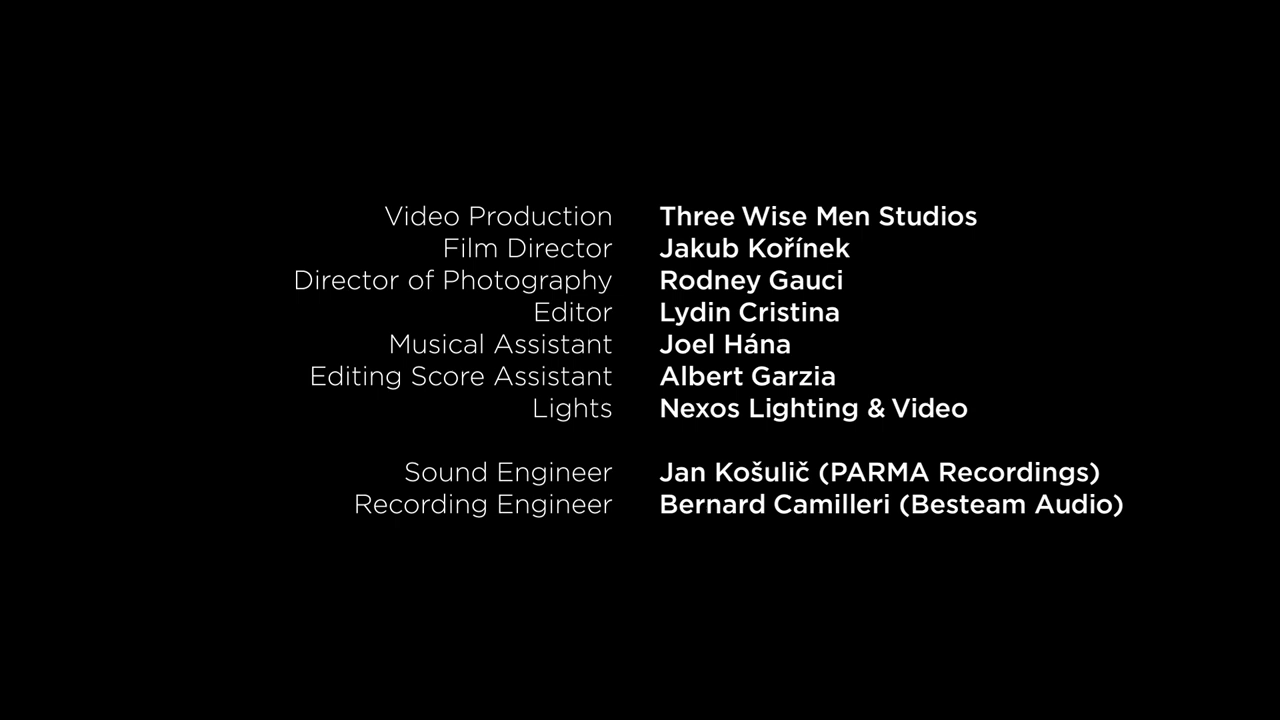 Video Production Three Wise Men Studios
Film Director Jakub Kořínek
Director of Photography Rodney Gauci
Editor Lydin Cristina
Musical Assistant Joel Hána
Editing Score Assistant Albert Garzia
Lights Nexos Lighting & Video
Sound Engineer Jan Košulič (PARMA Recordings)
Recording Engineer Bernard Camilleri (Besteam Audio)